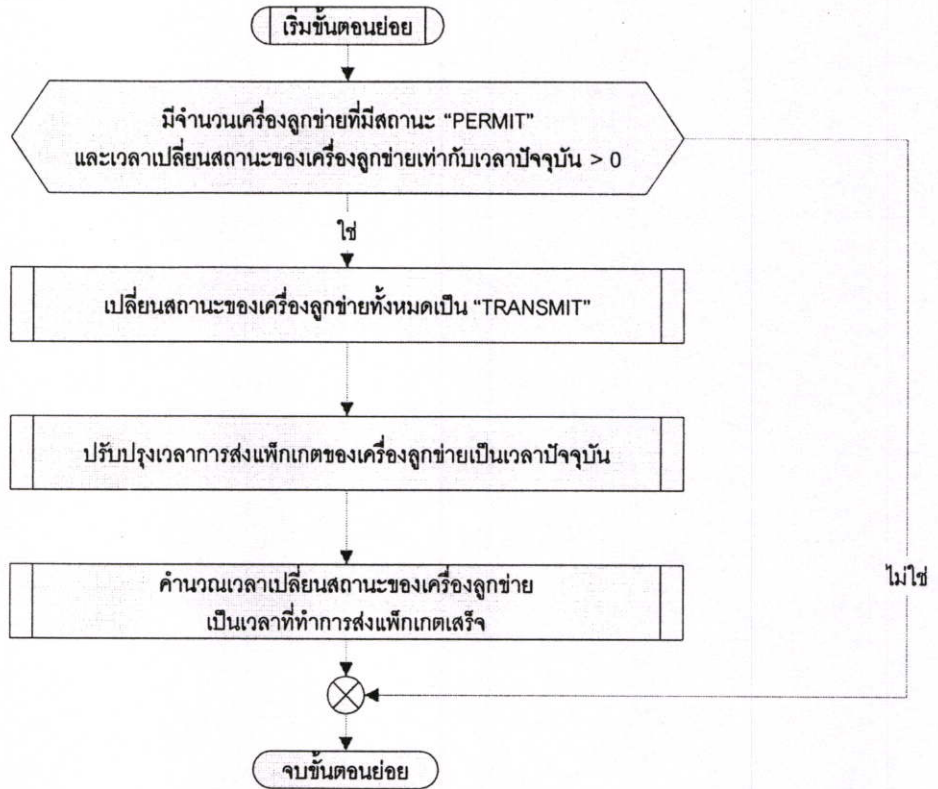 เริ่มขั้นตอนย่อย
มีจำนวนเครื่องลูกข่ายที่มีสถานะ “PERMIT”
และเวลาเปลี่ยนสถานะของเครื่องลูกข่ายเท่ากับเวลาปัจจุบัน > 0
ใช่
เปลี่ยนสถานะของเครื่องลูกข่ายทั้งหมดเป็น “TRANSMIT”
ปรับปรุงเวลาการส่งแพ็กเกตของเครื่องลูกข่ายเป็นเวลาปัจจุบัน
คำนวณเวลาเปลี่ยนสถานะของเครื่องลูกข่าย
เป็นเวลาที่ทำการส่งแพ็กเกตเสร็จ
ไม่ใช่
จบขั้นตอนย่อย